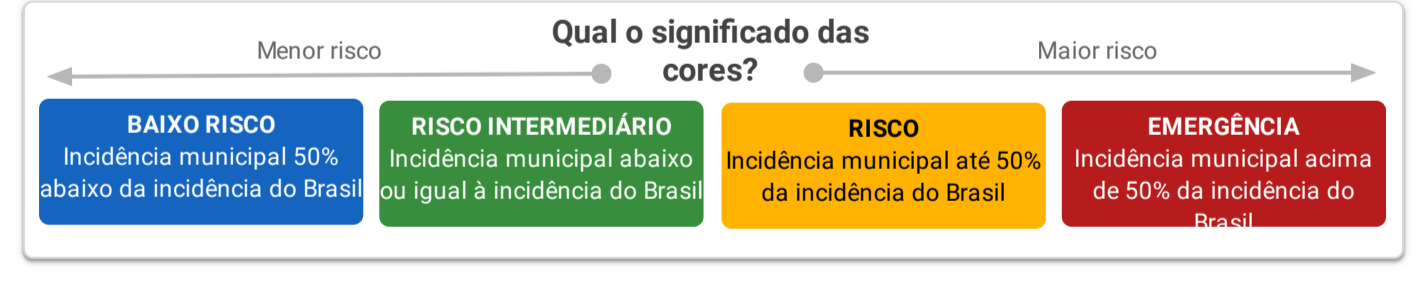 Qual o significado das
cores?
Menor risco
Maior risco
BAIXO RISCO
Incidência municipal 50%
abaixo da incidência do Brasil
RISCO INTERMEDIÁRIO
Incidência municipal abaixo
ou igual à incidência do Brasil
RISCO
Incidência municipal até 50%
da incidência do Brasil
EMERGÊNCIA
Incidência municipal acima
de 50% da incidência do
Brasil